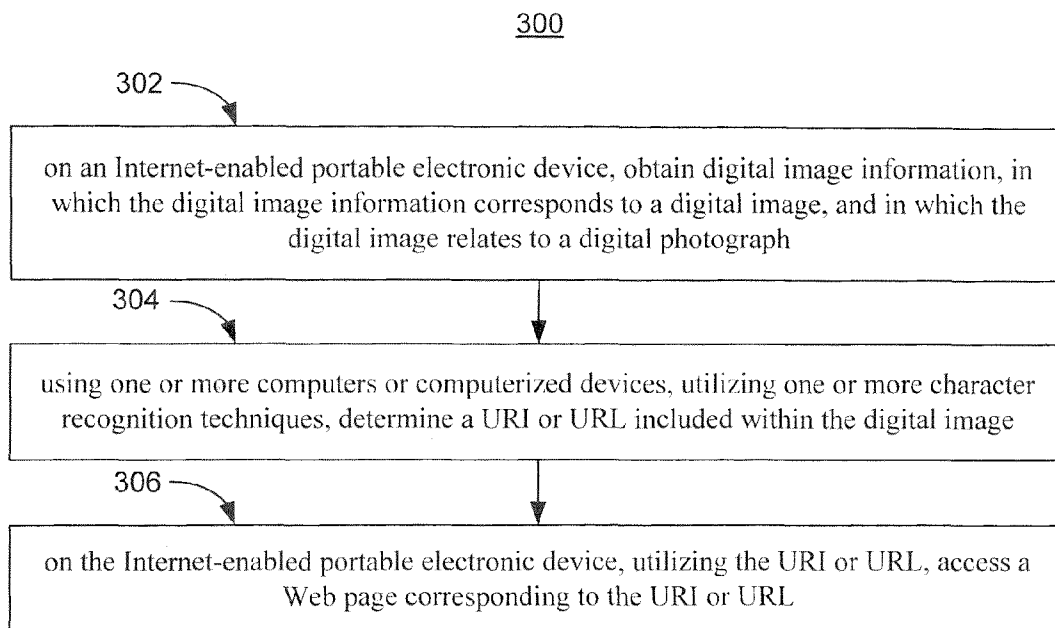 300
302
on an Internet-enabled portable electronic device, obtain digital image information, in
which the digital image information corresponds to a digital image, and in which the
digital image relates to a digital photograph
304
using one or more computers or computerized devices, utilizing one or more character
recognition techniques, determine a URI or URL included within the digital image
306
on the Internet-enabled portable electronic device, utilizing the URI or URL, access a
Web page corresponding to the URI or URL